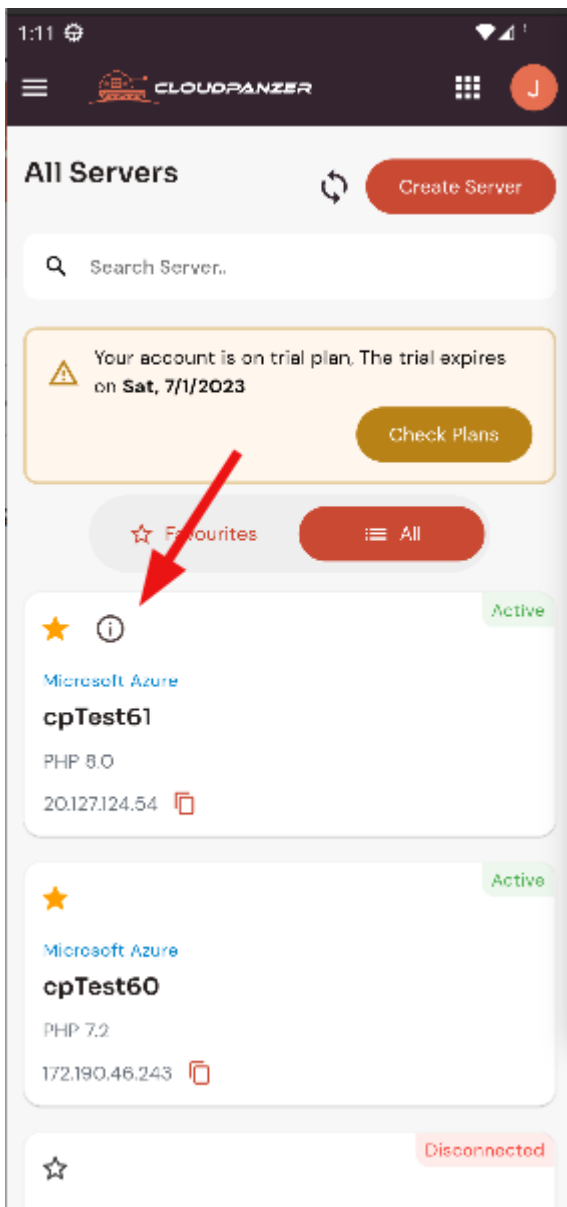 1:11
CLOUDPANZER
J
All Servers
Create Server
Search Server..
Your account is on trial plan, The trial expires
on Sat, 7/1/2023
Check Plans
Favourites
All
Active
Microsoft Azure
cpTest61
PHP 8.0
20.127.124.54
Active
Microsoft Azure
cpTest60
PHP 7.2
172.190.46.243
Disconnected